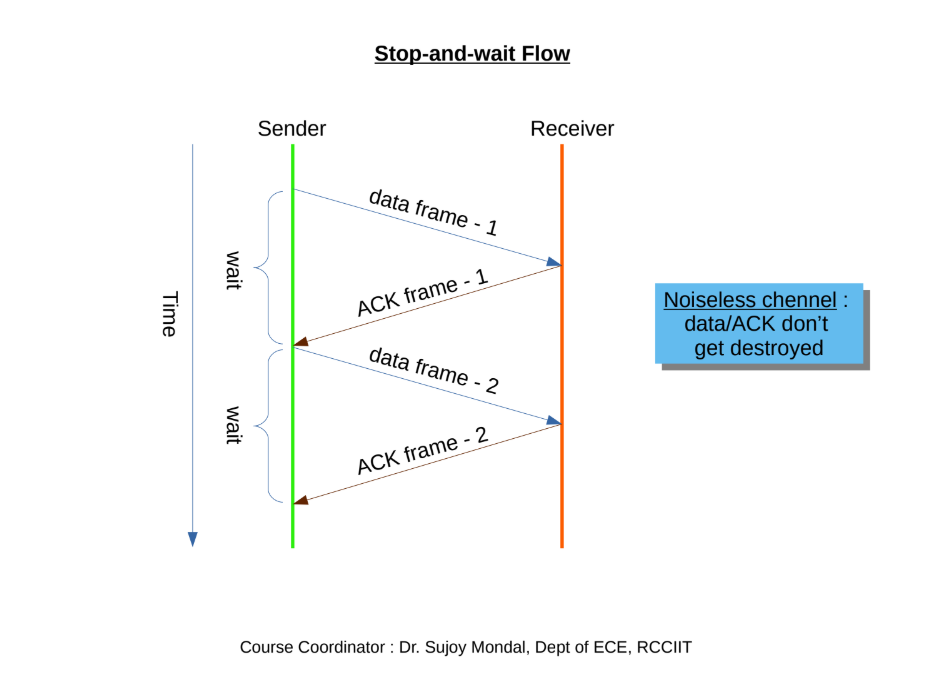 Stop-and-wait Flow
Sender
Receiver
data frame - 1
wait
ACK frame - 1
Time
Noiseless chennel :
data/ACK don’t
get destroyed
data frame - 2
wait
ACK frame - 2
Course Coordinator : Dr. Sujoy Mondal, Dept of ECE, RCCIIT